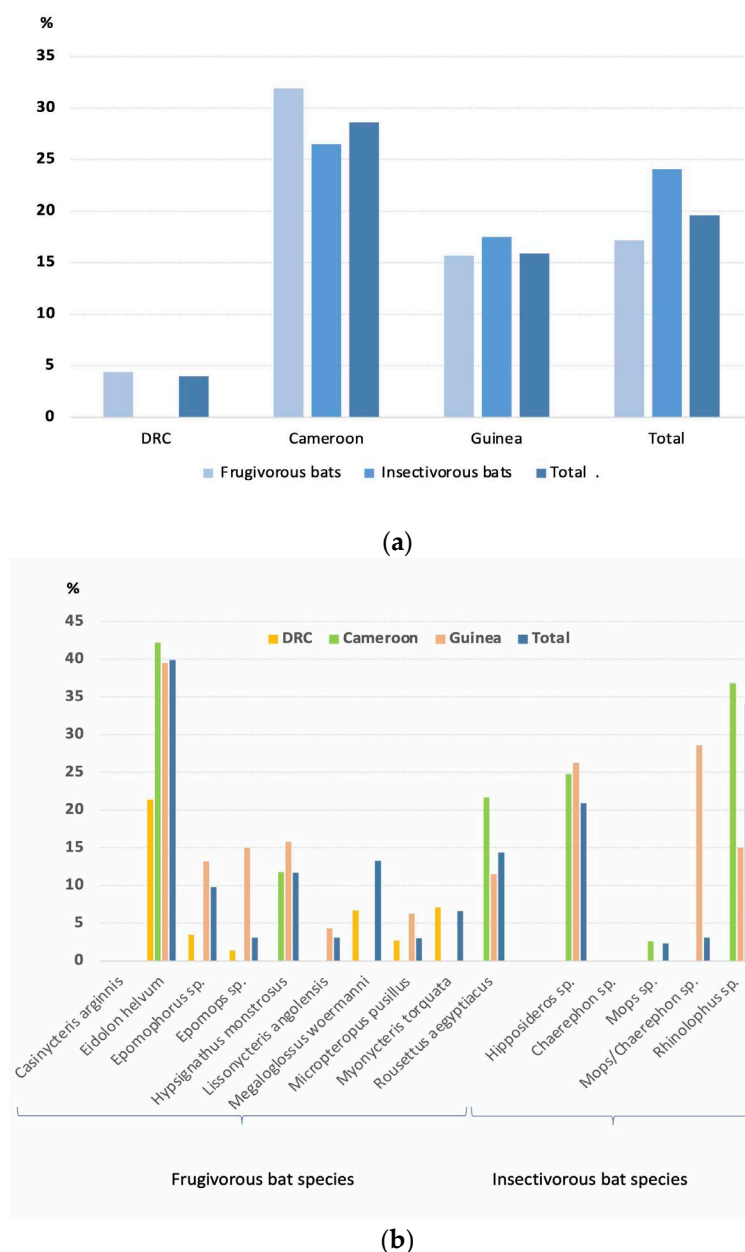 %
35
30
25
20
15
10
5
0
DRC Cameroon Guinea Total
Frugivorous bats Insectivorous bats Total .
(a)
%
45
DRC Cameroon Guinea Total
40
35
30
25
20
15
10
5
0
Casinycteris arginnis
Eidolon helvum
Epomophorus sp.
Epomops sp.
Hypsignathus monstrosus
Lissonycteris angolensis
Megaloglossus woermanni
Micropteropus pusillus
Myonycteris torquata
Rousettus aegyptiacus
Hipposideros sp.
Chaerephon sp.
Mops sp.
Mops/Chaerephon sp.
Rhinolophus sp.
Frugivorous bat species Insectivorous bat species
(b)